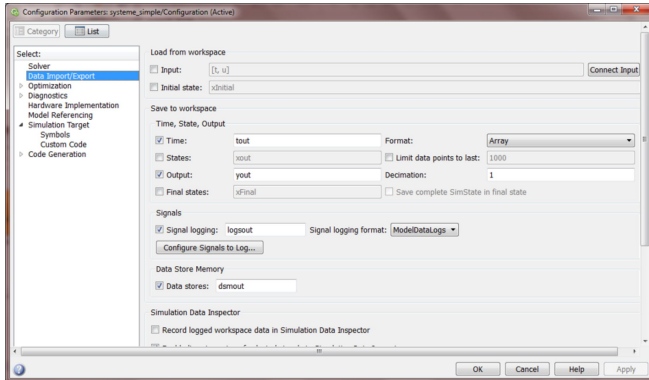 Configuration Parameters: systeme_simple/Configuration (Active)
Category List
Select:
Solver
Data Import/Export
Optimization
Diagnostics
Hardware Implementation
Model Referencing
Simulation Target
Symbols
Custom Code
Code Generation
Load from workspace
Input: [t, u] Connect Input
Initial state: xInitial
Save to workspace
Time, State, Output
Time: tout Format: Array
States: xout Limit data points to last: 1000
Output: yout Decimation: 1
Final states: xFinal Save complete SimState in final state
Signals
Signal logging: logsout Signal logging format: ModelDataLogs
Configure Signals to Log...
Data Store Memory
Data stores: dsmout
Simulation Data Inspector
Record logged workspace data in Simulation Data Inspector
OK Cancel Help Apply